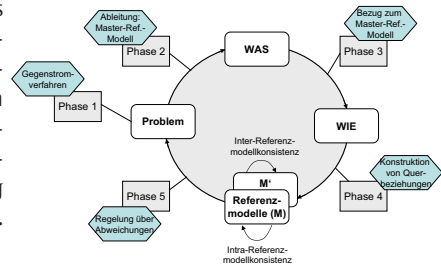 Ableitung:
Master-Ref.-
Modell
Phase 2
WAS
Bezug zum
Master-Ref.-
Modell
Phase 3
Gegenstrom-
verfahren
Phase 1
Problem
WIE
Inter-Referenz-
modellkonsistenz
M'
Referenz-
modelle (M)
Konstruktion
von Quer-
beziehungen
Phase 4
Phase 5
Regelung über
Abweichungen
Intra-Referenz-
modellkonsistenz